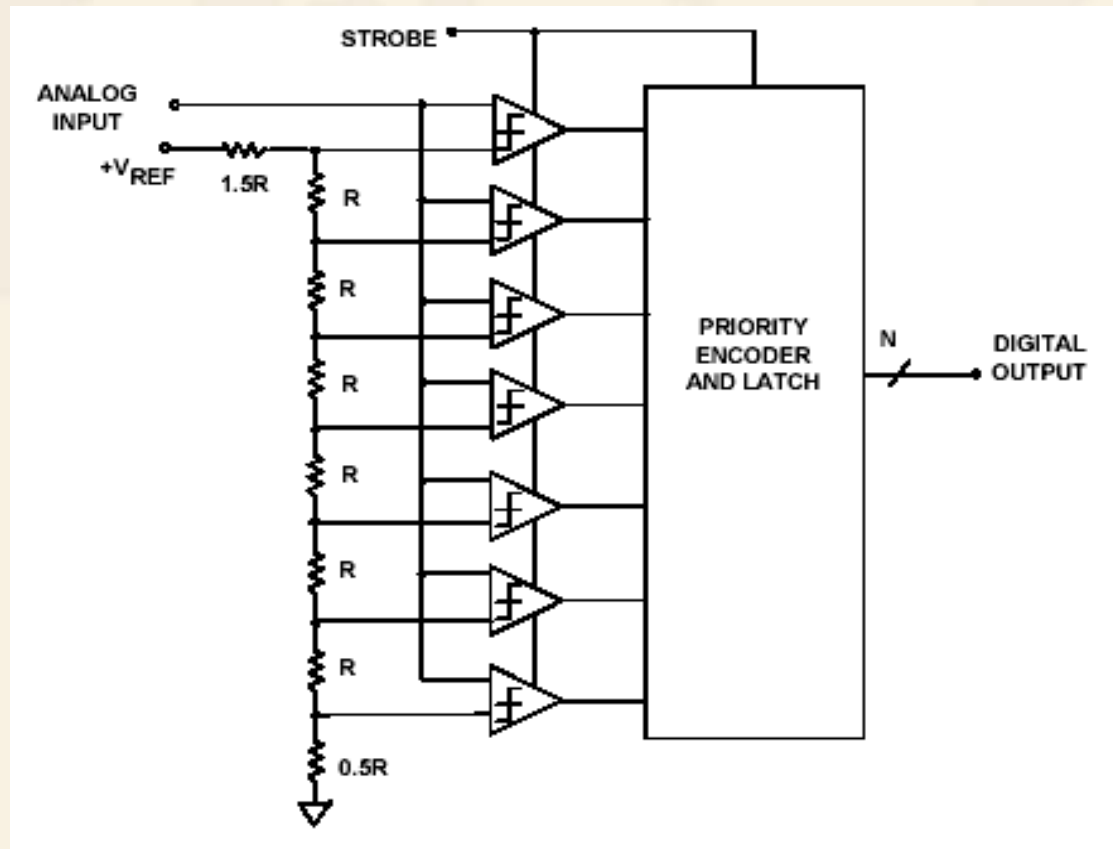 STROBE
ANALOG
INPUT
+VREF
1.5R
R
R
R
R
R
R
0.5R
PRIORITY
ENCODER
AND LATCH
N
DIGITAL
OUTPUT